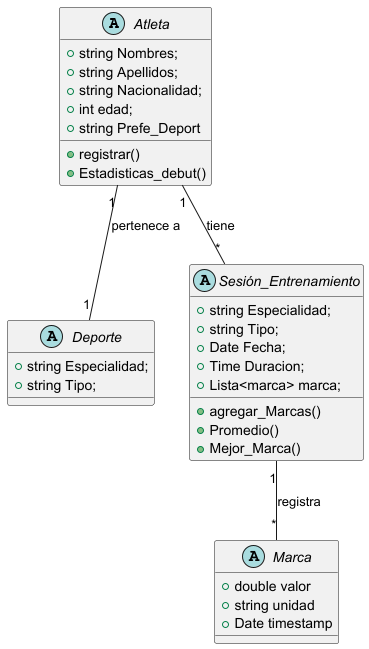 A Atleta
string Nombres;
string Apellidos;
string Nacionalidad;
int edad;
string Prefe_Deport
registrar()
Estadisticas_debut()
1
1
pertenece a
tiene
1
*
A Deporte
string Especialidad;
string Tipo;
A Sesión_Entrenamiento
string Especialidad;
string Tipo;
Date Fecha;
Time Duracion;
Lista<marca> marca;
agregar_Marcas()
Promedio()
Mejor_Marca()
1
registra
*
A Marca
double valor
string unidad
Date timestamp